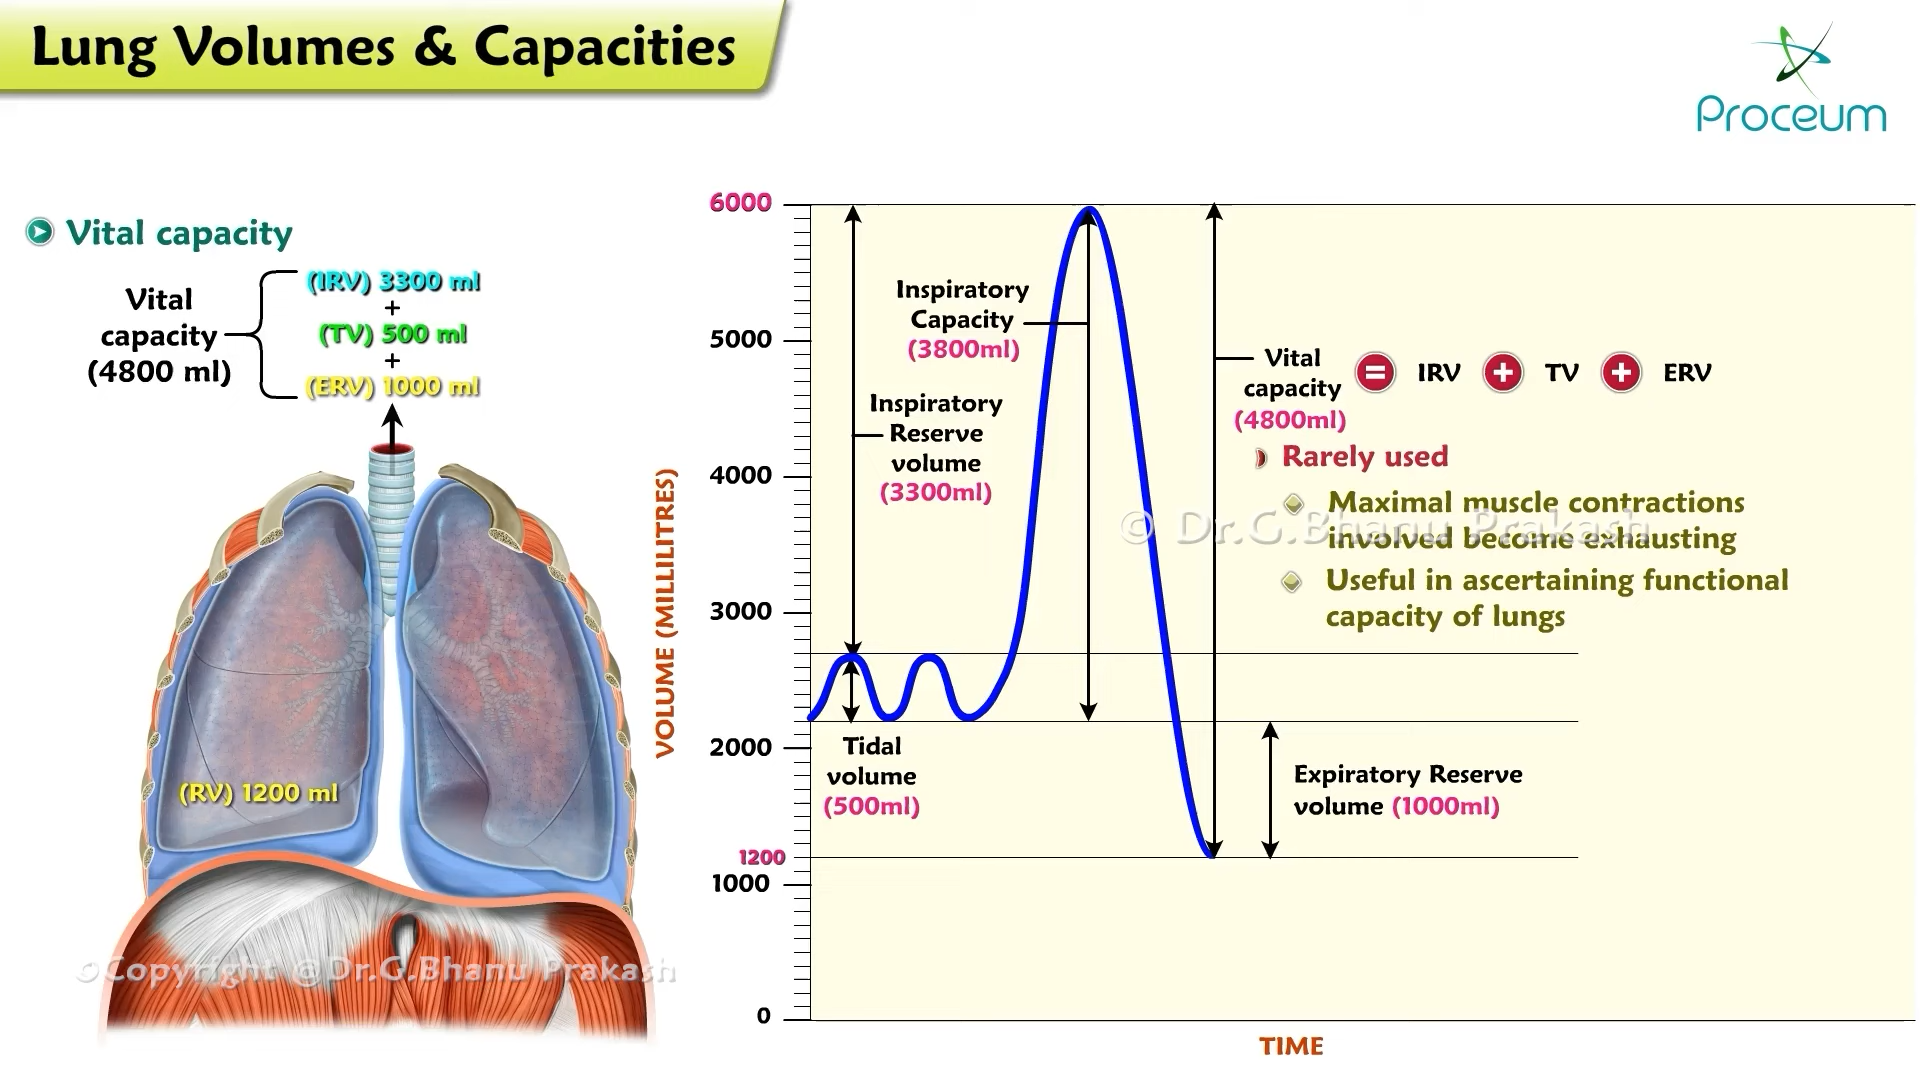 Lung Volumes & Capacities
Proceum
Vital capacity
Vital
capacity
(4800 ml)
(IRV) 3300 ml
+
(TV) 500 ml
+
(ERV) 1000 ml
(RV) 1200 ml
©Copyright @Dr.G.Bhanu Prakash
VOLUME (MILLILITRES)
6000
5000
4000
3000
2000
1200
1000
0
Inspiratory
Capacity
(3800ml)
Inspiratory
Reserve
volume
(3300ml)
Tidal
volume
(500ml)
Vital
capacity
(4800ml)
= IRV + TV + ERV
Rarely used
Maximal muscle contractions
involved become exhausting
© Dr.G.Bhanu Prakash
Useful in ascertaining functional
capacity of lungs
Expiratory Reserve
volume (1000ml)
TIME